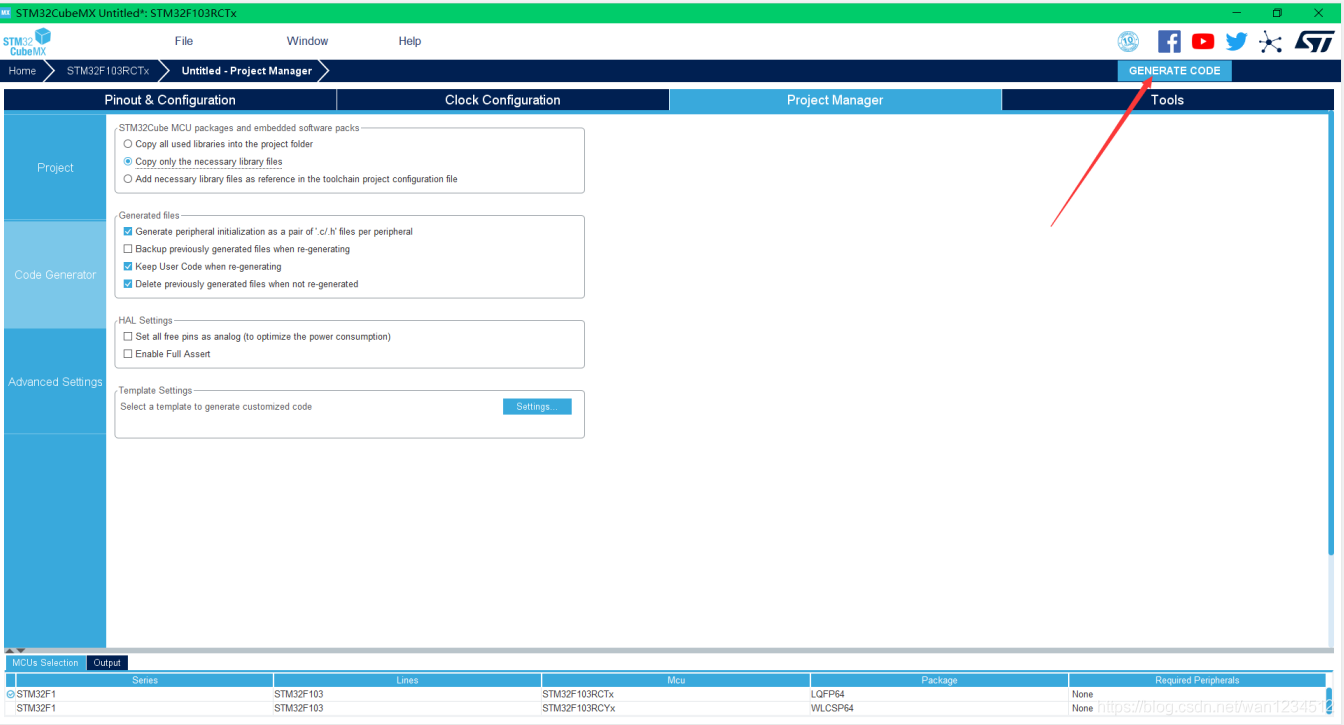 MX STM32CubeMX Untitled*: STM32F103RCTx
STM32
CubeMX
File Window Help
10
Home STM32F103RCTx Untitled - Project Manager GENERATE CODE
Pinout & Configuration Clock Configuration Project Manager Tools
Project
Code Generator
Advanced Settings
STM32Cube MCU packages and embedded software packs
Copy all used libraries into the project folder
Copy only the necessary library files
Add necessary library files as reference in the toolchain project configuration file
Generated files
Generate peripheral initialization as a pair of '.c/.h' files per peripheral
Backup previously generated files when re-generating
Keep User Code when re-generating
Delete previously generated files when not re-generated
HAL Settings
Set all free pins as analog (to optimize the power consumption)
Enable Full Assert
Template Settings
Select a template to generate customized code Settings...
MCUs Selection Output
Series Lines Mcu Package Required Peripherals
STM32F1 STM32F103 STM32F103RCTx LQFP64 None
STM32F1 STM32F103 STM32F103RCYx WLCSP64 None
https://blog.csdn.net/wan1234512